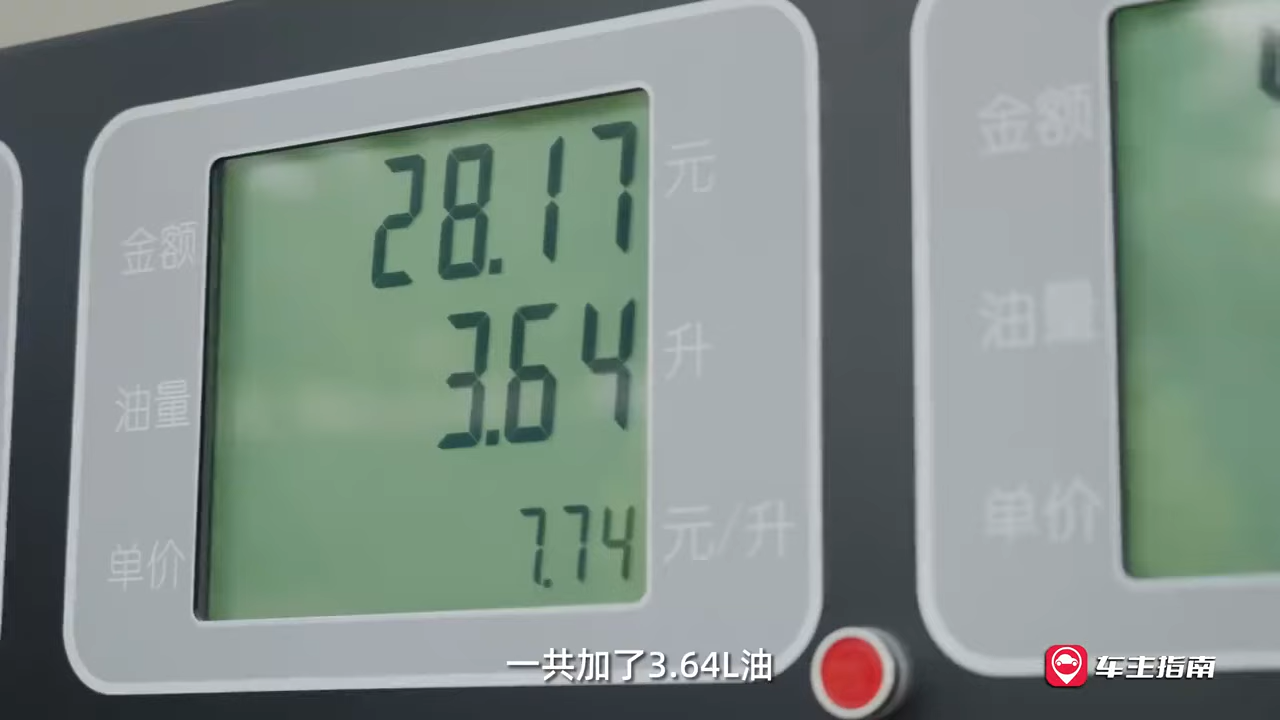 金额 28.17 元
油量 3.64 升
单价 7.74 元/升
金额
油量
单价
一共加了3.64L油
车主指南